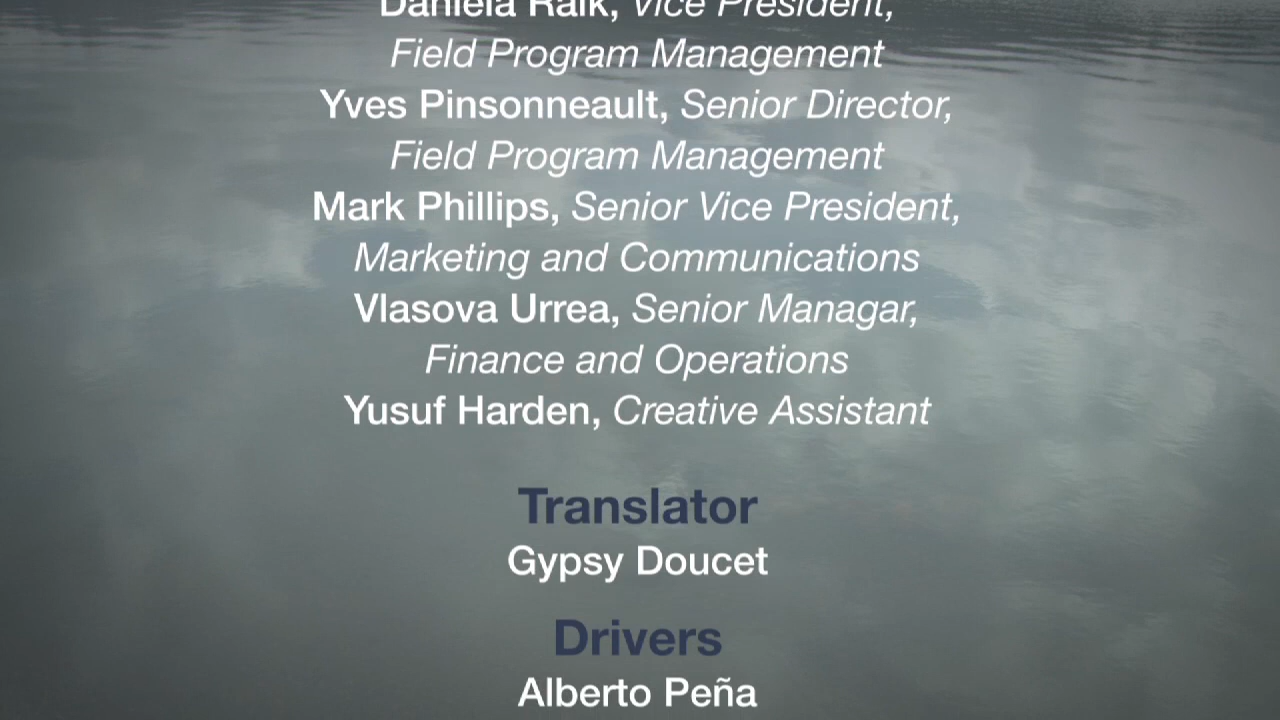 Daniela Raik, Vice President,
Field Program Management
Yves Pinsonneault, Senior Director,
Field Program Management
Mark Phillips, Senior Vice President,
Marketing and Communications
Vlasova Urrea, Senior Managar,
Finance and Operations
Yusuf Harden, Creative Assistant
Translator
Gypsy Doucet
Drivers
Alberto Peña